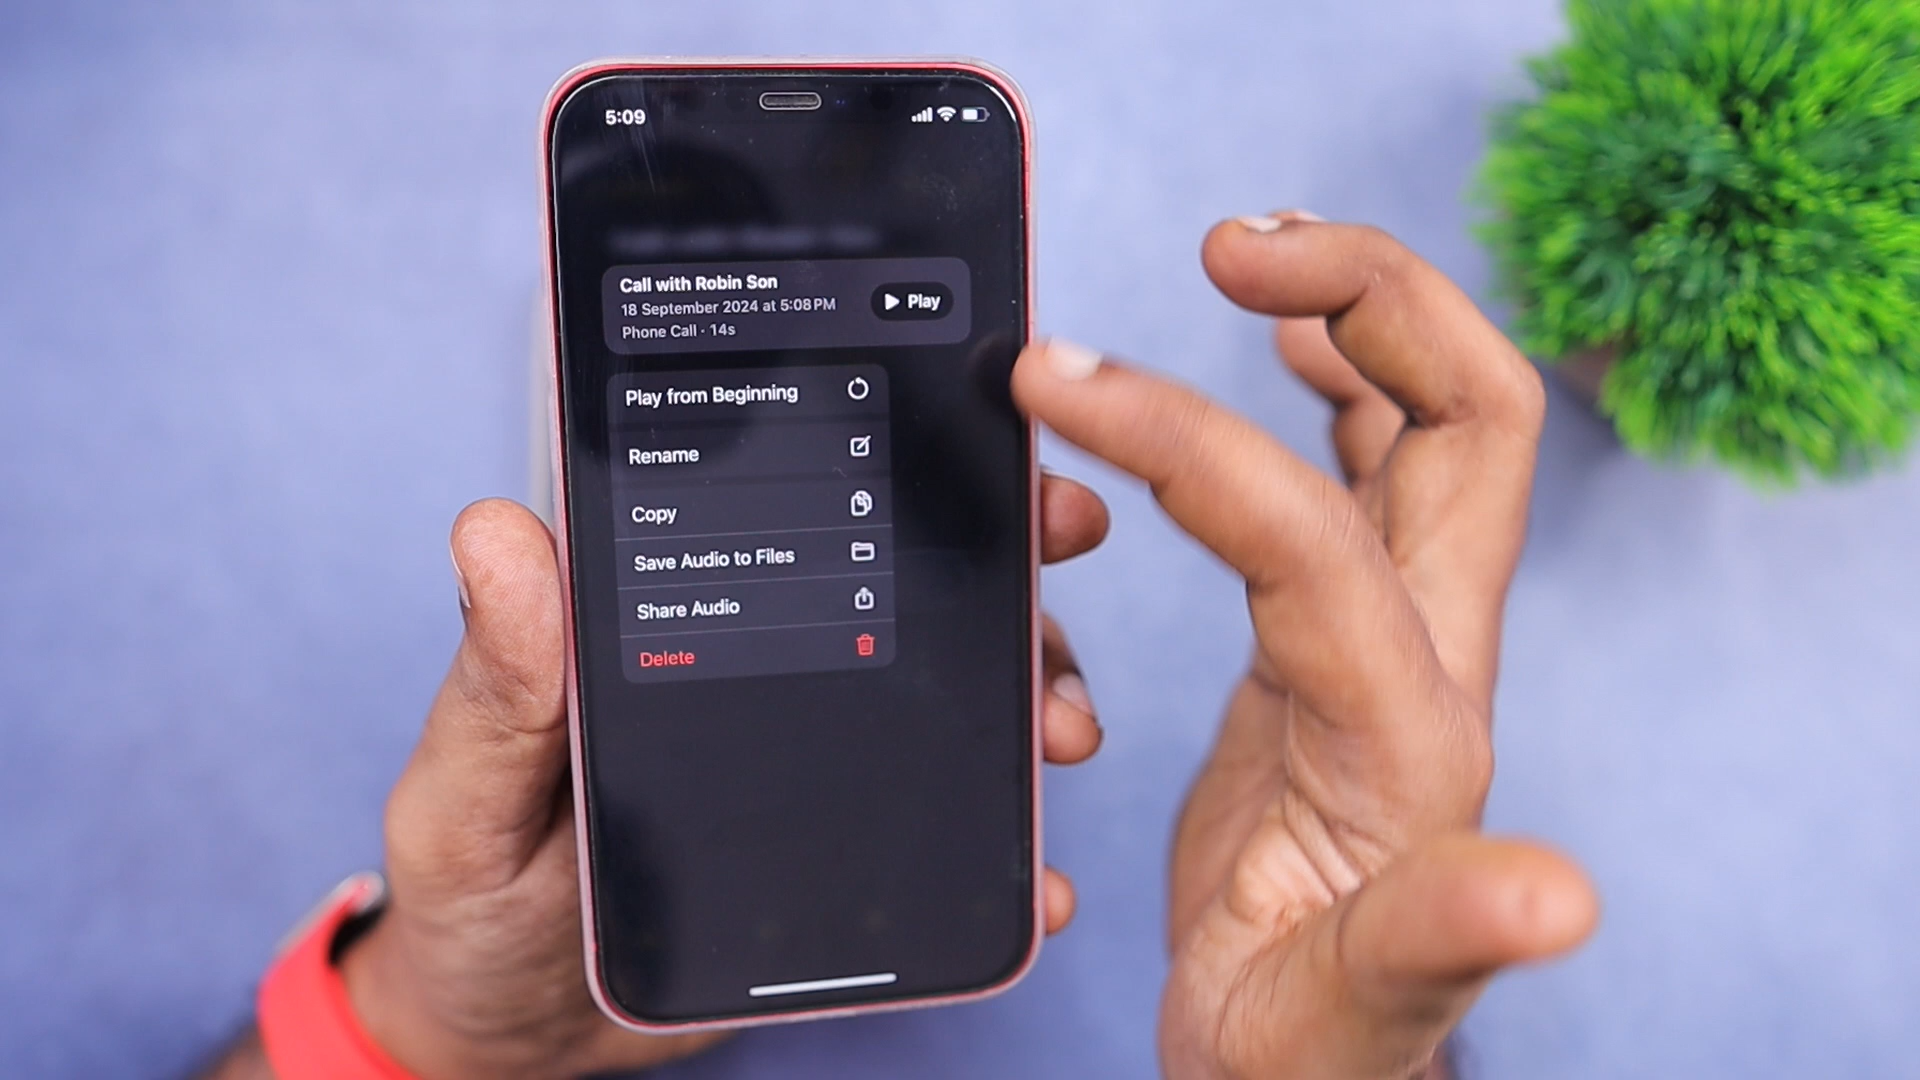 5:09
Call with Robin Son
18 September 2024 at 5:08 PM
Phone Call · 14s
Play
Play from Beginning
Rename
Copy
Save Audio to Files
Share Audio
Delete